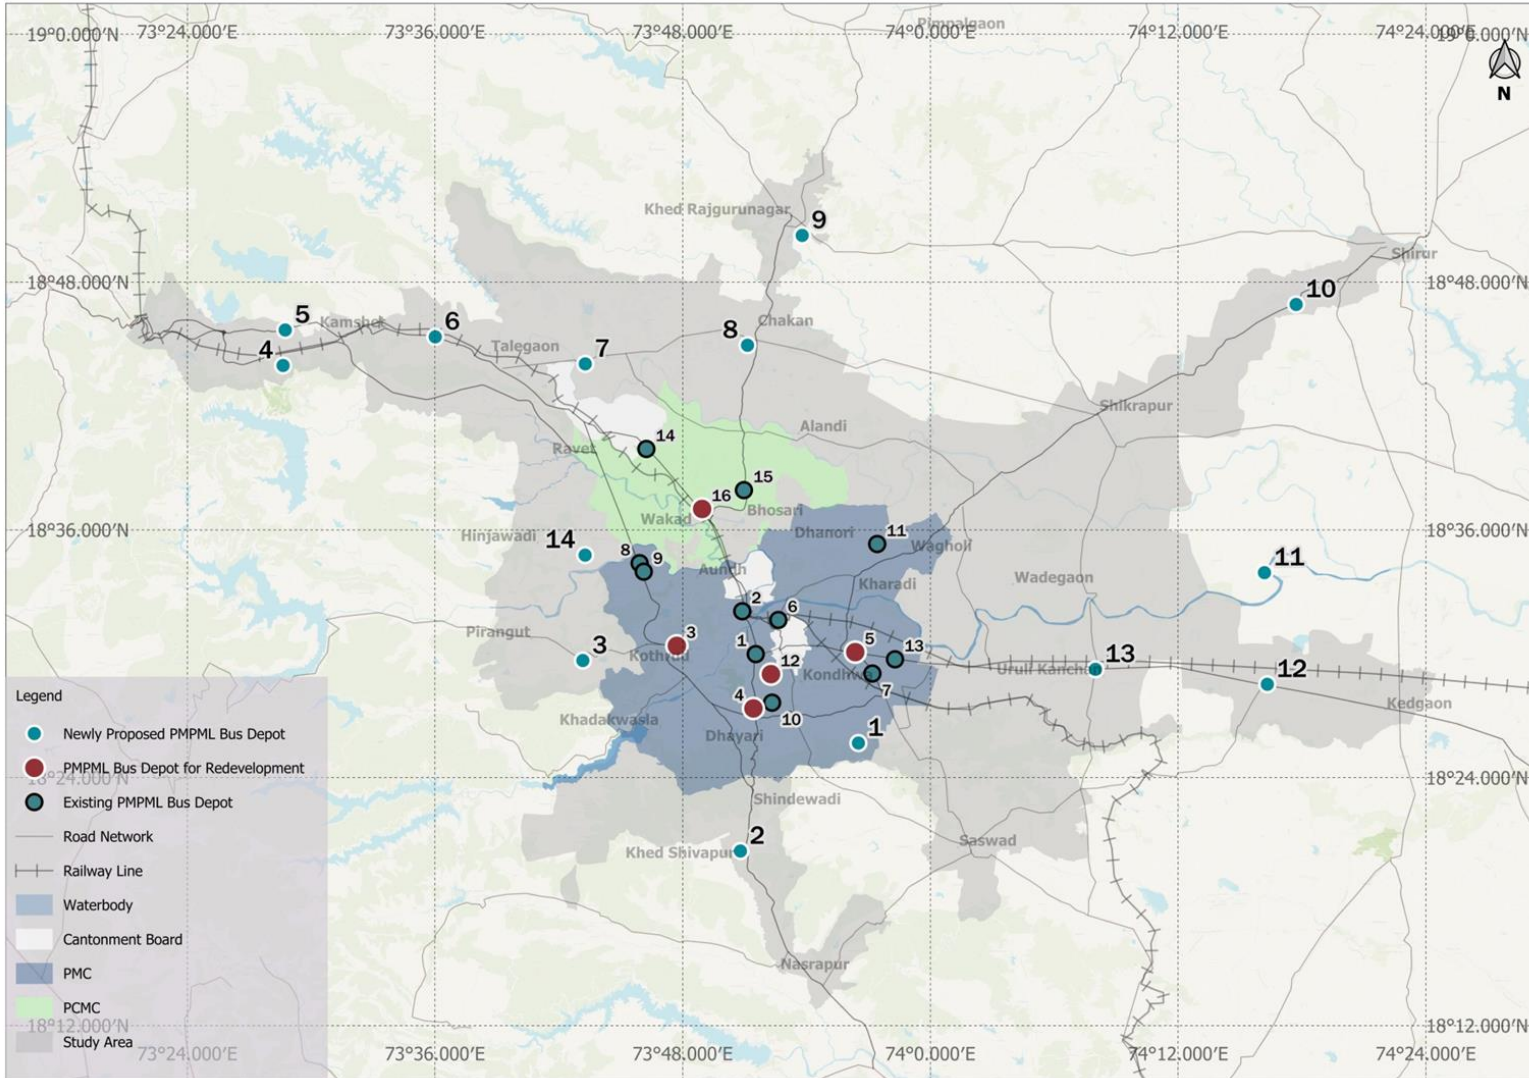 Pimpalgaon
73°24.000′E 73°36.000′E 73°48.000′E 74°0.000′E 74°12.000′E 74°24.000′E
19°0.000′N 19°0.000′N
N
Khed Rajgurunagar
9
Shirur
18°48.000′N 18°48.000′N
10
5 Kamshet 6
Chakan
8
Talegaon 7
4
Shikrapur
Alandi
14
Ravet
15
16
Bhosari
Wakad
18°36.000′N 18°36.000′N
Hinjawadi
Dhanori 11
Wagholi
14
8 9
Aundh
11
Wadegaon
Kharadi
2 6
Pirangut
3
3
Kothrud
1 5 13
12
Kondhwa
7
Uruli Kanchan 13
12
Kedgaon
4
10
Khadakwasla
Dhayari 1
Legend
Newly Proposed PMPML Bus Depot
PMPML Bus Depot for Redevelopment
18°24.000′N 18°24.000′N
Existing PMPML Bus Depot
Shindewadi
Road Network
2
Saswad
Khed Shivapur
Railway Line
Waterbody
Cantonment Board
Nasrapur
PMC
PCMC
18°12.000′N 18°12.000′N
Study Area
73°24.000′E 73°36.000′E 73°48.000′E 74°0.000′E 74°12.000′E 74°24.000′E